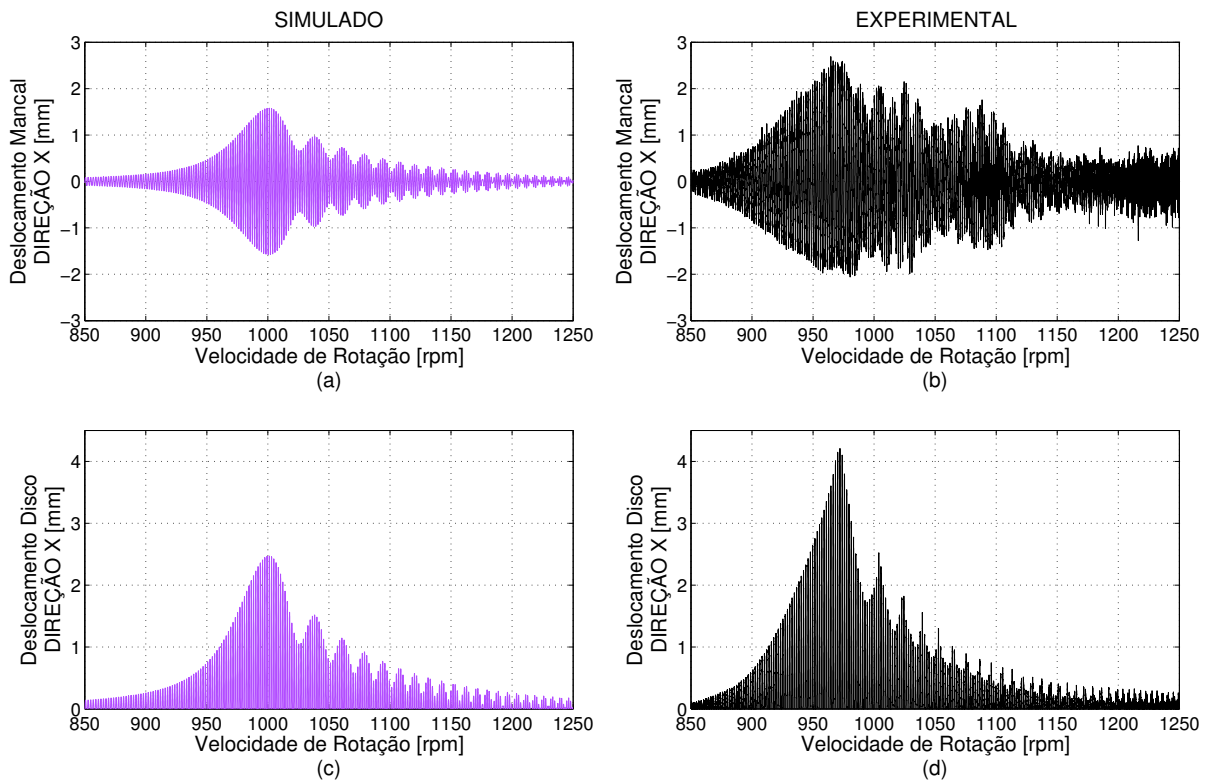 SIMULADO
EXPERIMENTAL
3
2
1
0
−1
−2
−3
Deslocamento Mancal
DIREÇÃO X [mm]
850 900 950 1000 1050 1100 1150 1200 1250
Velocidade de Rotação [rpm]
(a)
3
2
1
0
−1
−2
−3
Deslocamento Mancal
DIREÇÃO X [mm]
850 900 950 1000 1050 1100 1150 1200 1250
Velocidade de Rotação [rpm]
(b)
4
3
2
1
0
Deslocamento Disco
DIREÇÃO X [mm]
850 900 950 1000 1050 1100 1150 1200 1250
Velocidade de Rotação [rpm]
(c)
4
3
2
1
0
Deslocamento Disco
DIREÇÃO X [mm]
850 900 950 1000 1050 1100 1150 1200 1250
Velocidade de Rotação [rpm]
(d)